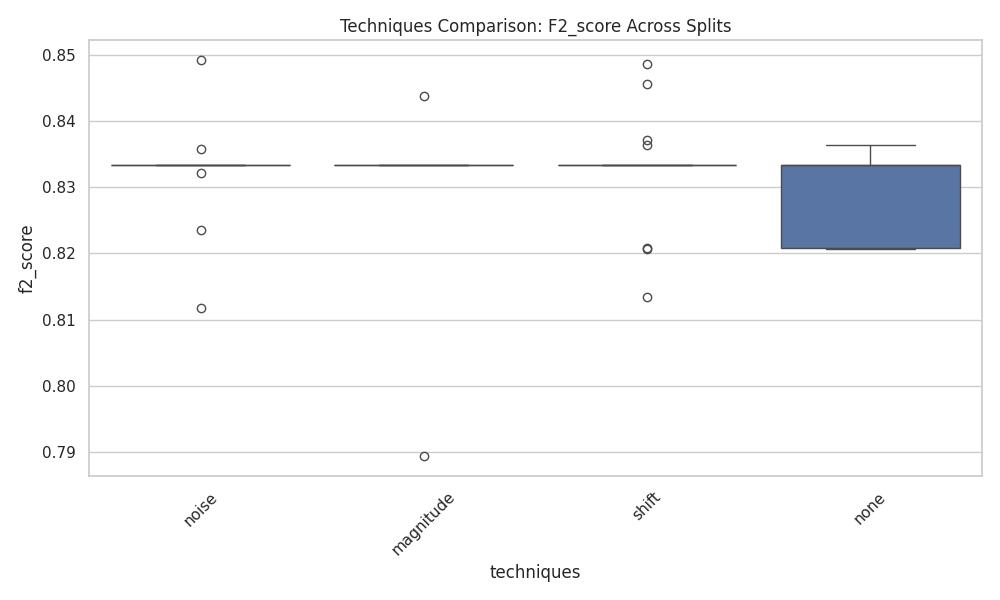 Techniques Comparison: F2_score Across Splits
f2_score
0.85
0.84
0.83
0.82
0.81
0.80
0.79
noise
magnitude
shift
none
techniques